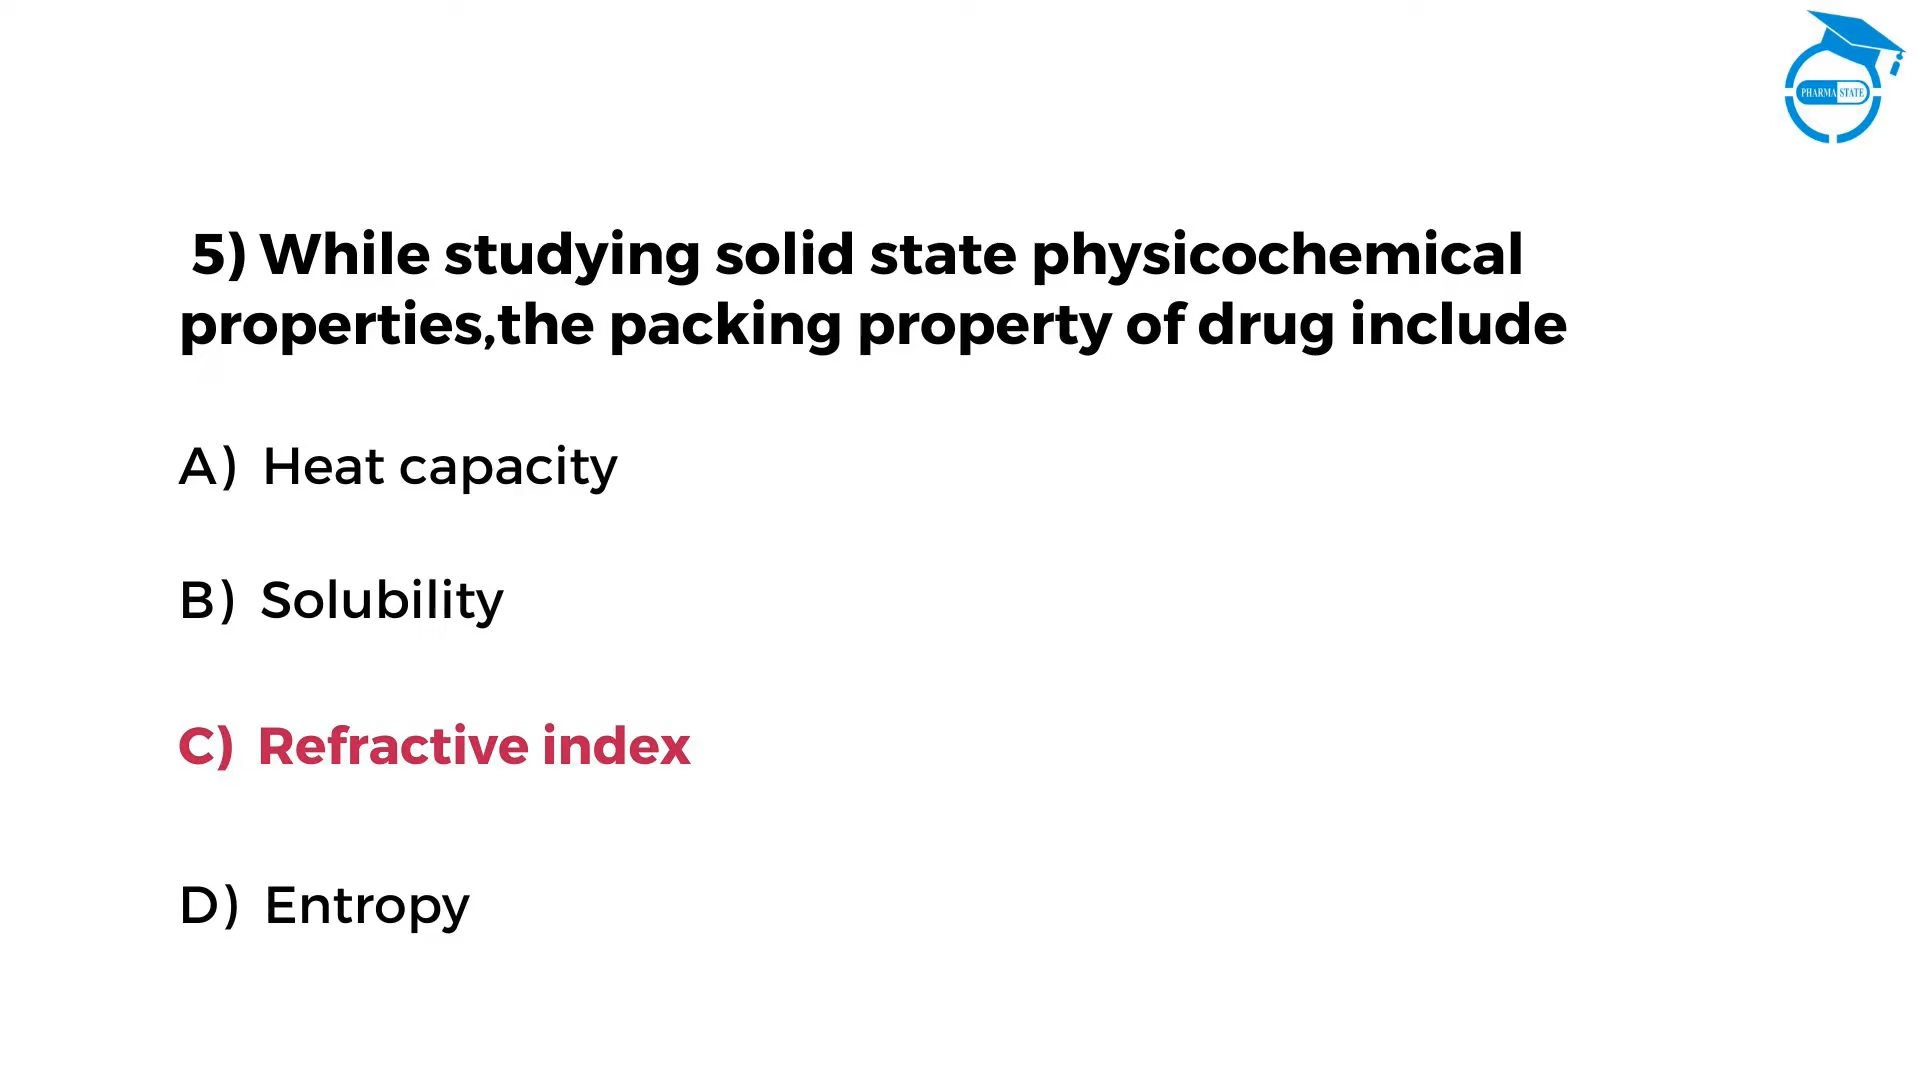 PHARMA STATE
5) While studying solid state physicochemical
properties,the packing property of drug include
A) Heat capacity
B) Solubility
C) Refractive index
D) Entropy